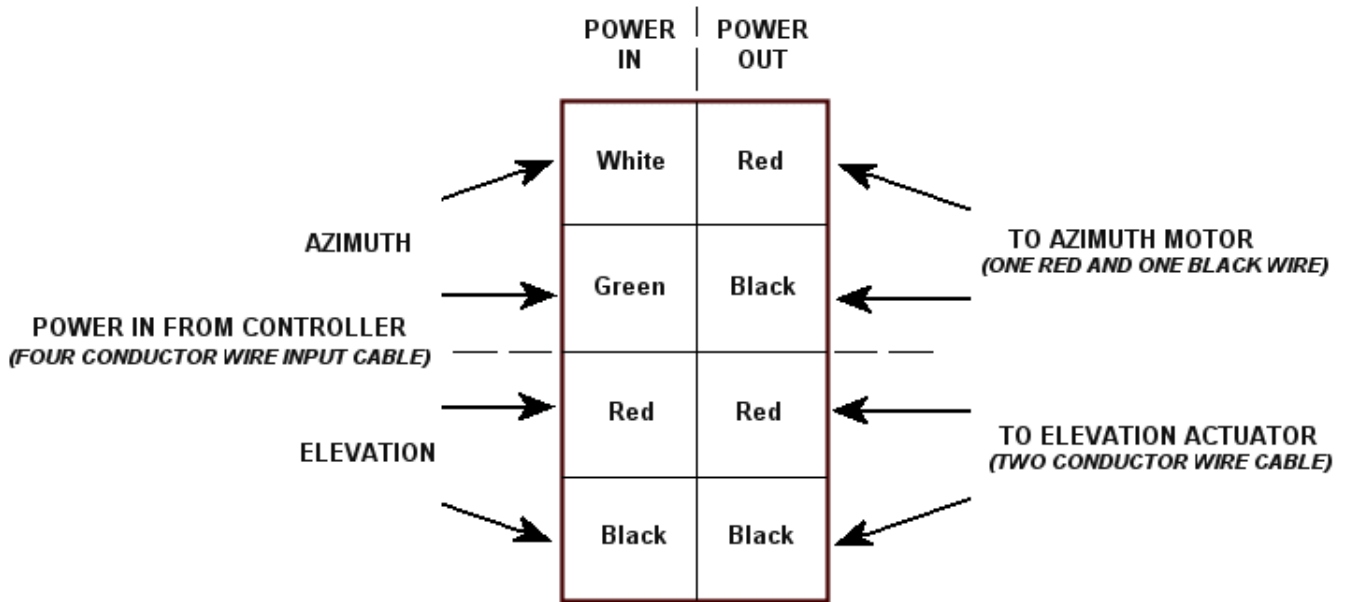 POWER IN
POWER OUT
White
Red
AZIMUTH
TO AZIMUTH MOTOR
(ONE RED AND ONE BLACK WIRE)
Green
Black
POWER IN FROM CONTROLLER
(FOUR CONDUCTOR WIRE INPUT CABLE)
Red
Red
ELEVATION
TO ELEVATION ACTUATOR
(TWO CONDUCTOR WIRE CABLE)
Black
Black